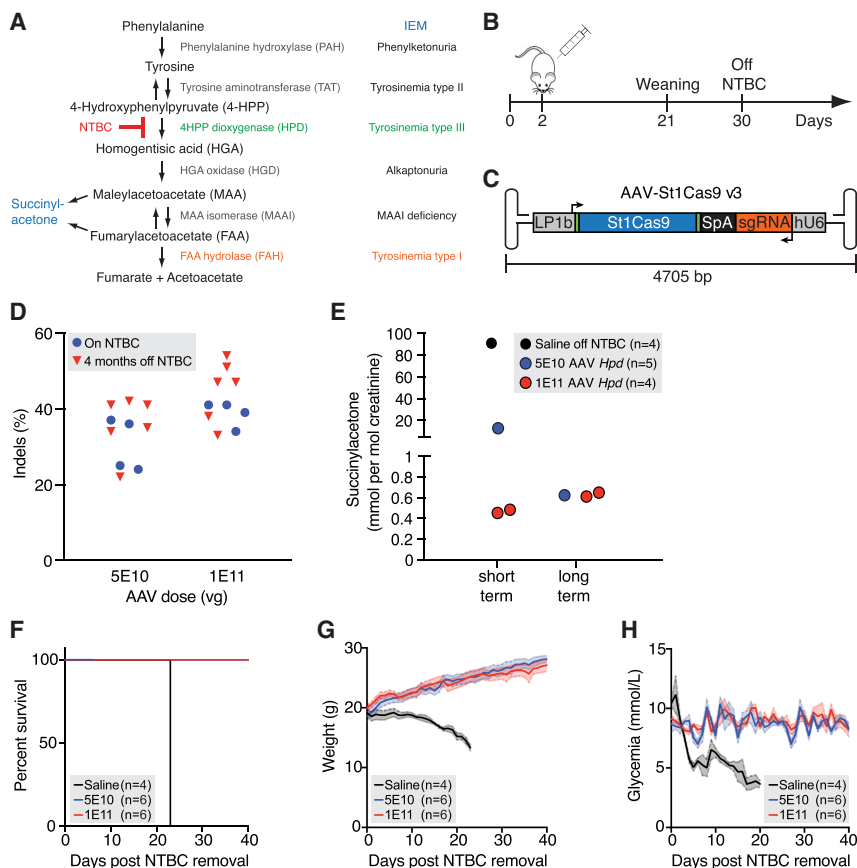 A
Phenylalanine
IEM
Phenylalanine hydroxylase (PAH)
Phenylketonuria
Tyrosine
Tyrosine aminotransferase (TAT)
Tyrosinemia type II
4-Hydroxyphenylpyruvate (4-HPP)
NTBC
4HPP dioxygenase (HPD)
Tyrosinemia type III
Homogentisic acid (HGA)
HGA oxidase (HGD)
Alkaptonuria
Succinyl-
acetone
Maleylacetoacetate (MAA)
MAA isomerase (MAAI)
MAAI deficiency
Fumarylacetoacetate (FAA)
FAA hydrolase (FAH)
Tyrosinemia type I
Fumarate + Acetoacetate
B
Off
Weaning NTBC
0 2 21 30 Days
C
AAV-St1Cas9 v3
LP1b St1Cas9 SpA sgRNA hU6
4705 bp
D
On NTBC
4 months off NTBC
Indels (%)
60
40
20
0
5E10 1E11
AAV dose (vg)
E
Saline off NTBC (n=4)
5E10 AAV Hpd (n=5)
1E11 AAV Hpd (n=4)
Succinylacetone
(mmol per mol creatinine)
100
80
60
40
20
1
0.8
0.6
0.4
0.2
0
short long
term term
F
Percent survival
100
50
0
Saline (n=4)
5E10 (n=6)
1E11 (n=6)
0 10 20 30 40
Days post NTBC removal
G
Weight (g)
30
20
10
0
Saline (n=4)
5E10 (n=6)
1E11 (n=6)
0 10 20 30 40
Days post NTBC removal
H
Glycemia (mmol/L)
15
10
5
0
Saline (n=4)
5E10 (n=6)
1E11 (n=6)
0 10 20 30 40
Days post NTBC removal